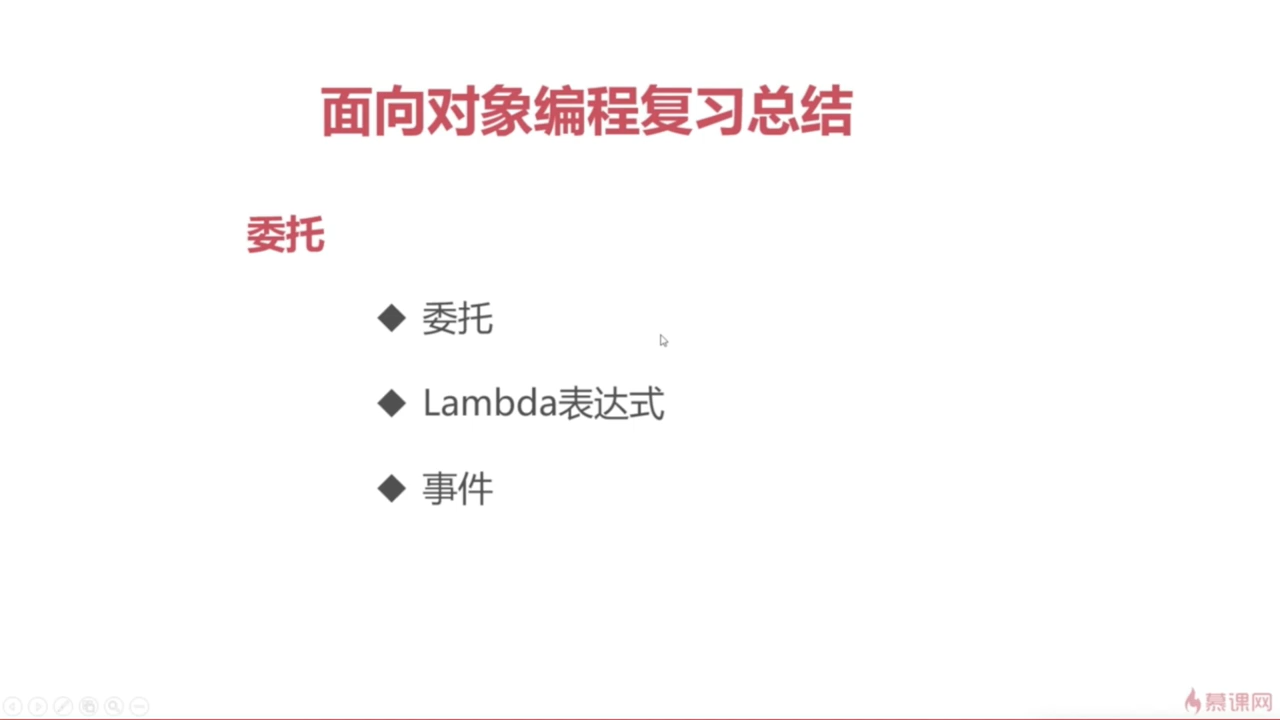 面向对象编程复习总结
委托
◆ 委托
◆ Lambda表达式
◆ 事件
慕课网